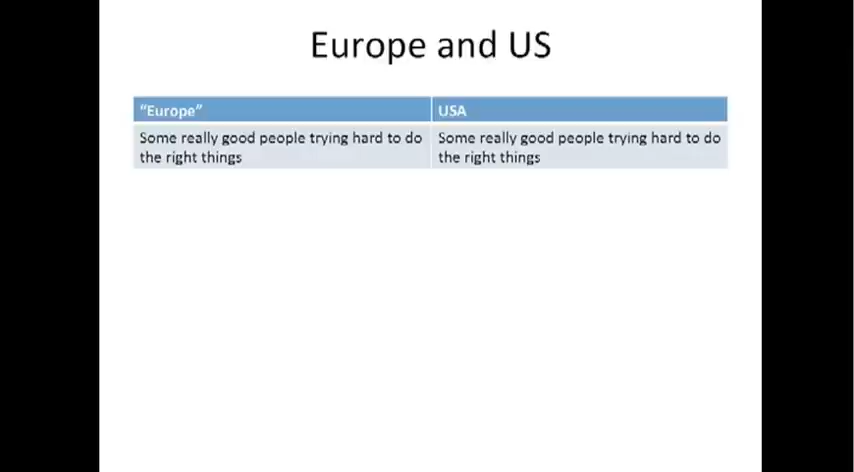 Europe and US
“Europe”
USA
Some really good people trying hard to do
the right things
Some really good people trying hard to do
the right things